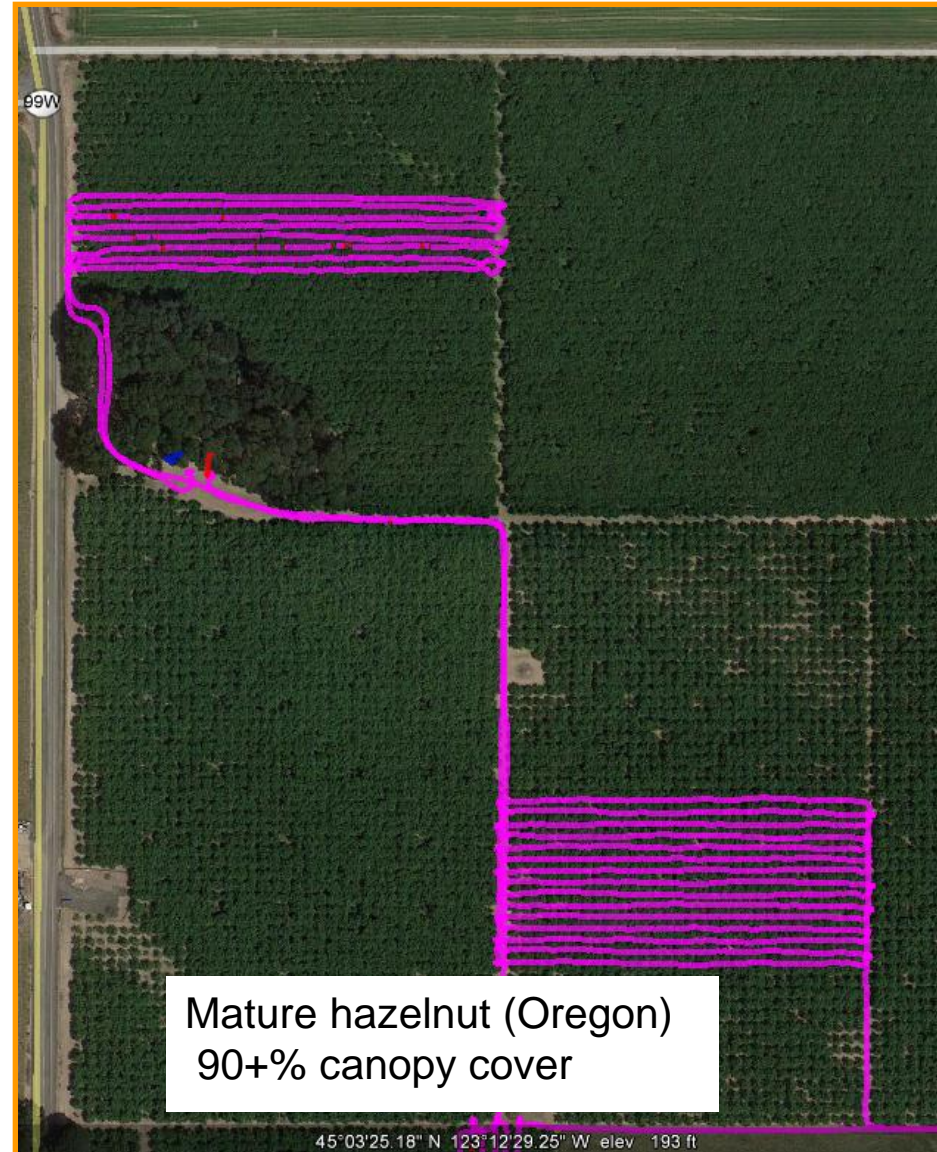 99W
Mature hazelnut (Oregon)
90+% canopy cover
45°03'25.18" N 123°12'29.25" W elev 193 ft